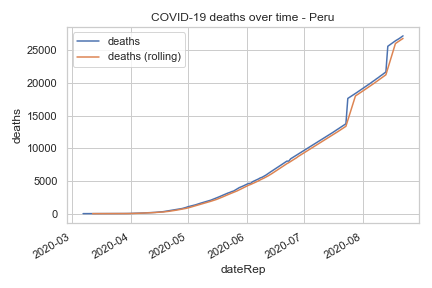 COVID-19 deaths over time - Peru
deaths
deaths (rolling)
25000
20000
15000
10000
5000
0
deaths
2020-03
2020-04
2020-05
2020-06
2020-07
2020-08
dateRep